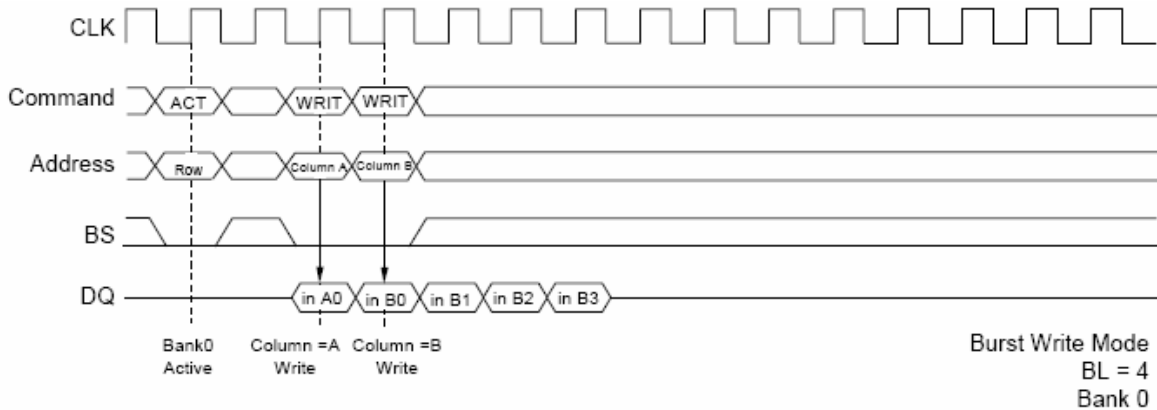 CLK
Command ACT WRIT WRIT
Address Row Column A Column B
BS
DQ in A0 in B0 in B1 in B2 in B3
Bank0 Column =A Column =B
Active Write Write
Burst Write Mode
BL = 4
Bank 0